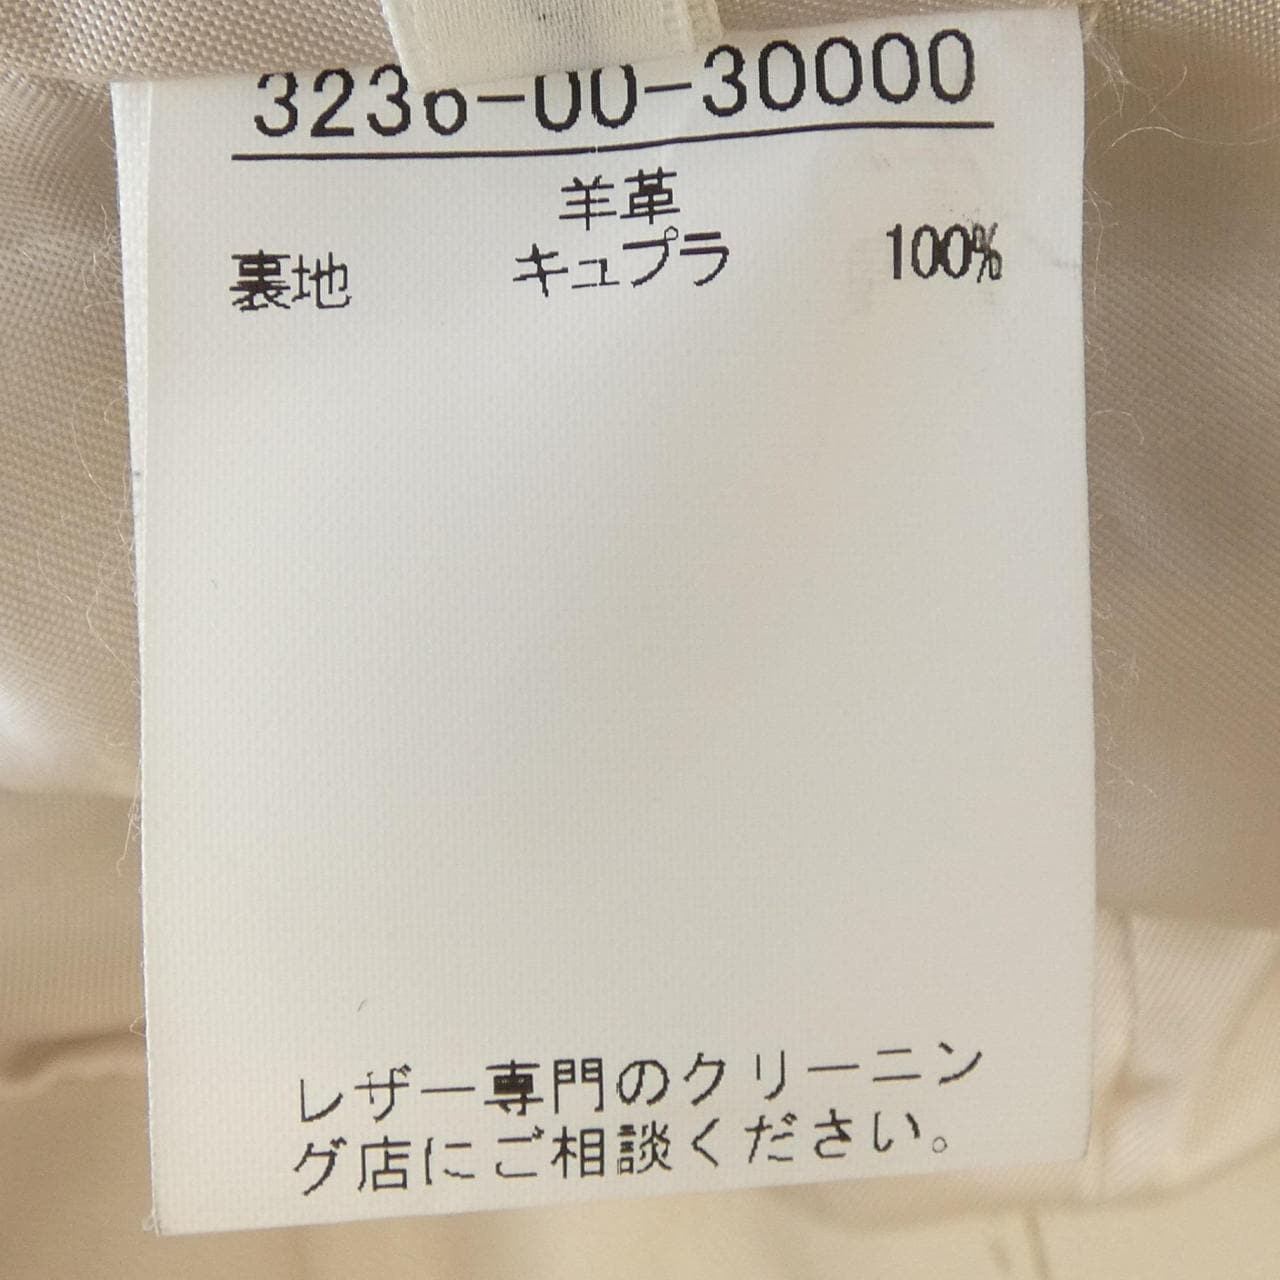 3236-00-30000
羊革
裏地 キュプラ 100%
レザー専門のクリーニン
グ店にご相談ください。